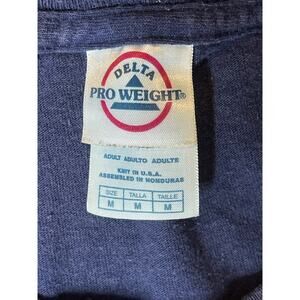 DELTA
PRO WEIGHT®
ADULT ADULTO ADULTE
KNIT IN U.S.A.
ASSEMBLED IN HONDURAS
SIZE TALLA TAILLE
M M M